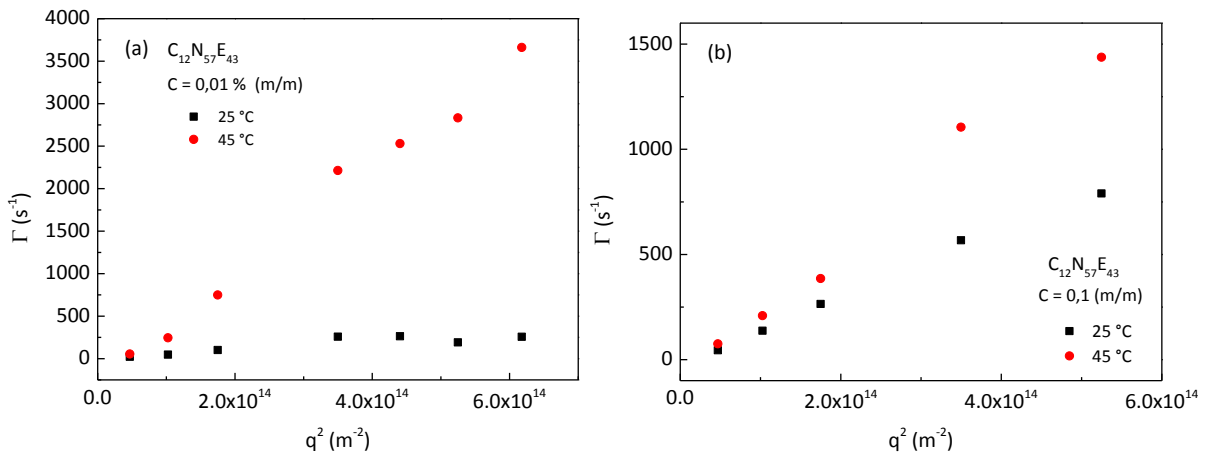 (a)
C₁₂N₅₇E₄₃
C = 0,01 % (m/m)
25 °C
45 °C
4000
3500
3000
2500
2000
1500
1000
500
0
Γ (s⁻¹)
0.0
2.0x10¹⁴
4.0x10¹⁴
6.0x10¹⁴
q² (m⁻²)
(b)
1500
1000
500
0
Γ (s⁻¹)
C₁₂N₅₇E₄₃
C = 0,1 (m/m)
25 °C
45 °C
0.0
2.0x10¹⁴
4.0x10¹⁴
6.0x10¹⁴
q² (m⁻²)